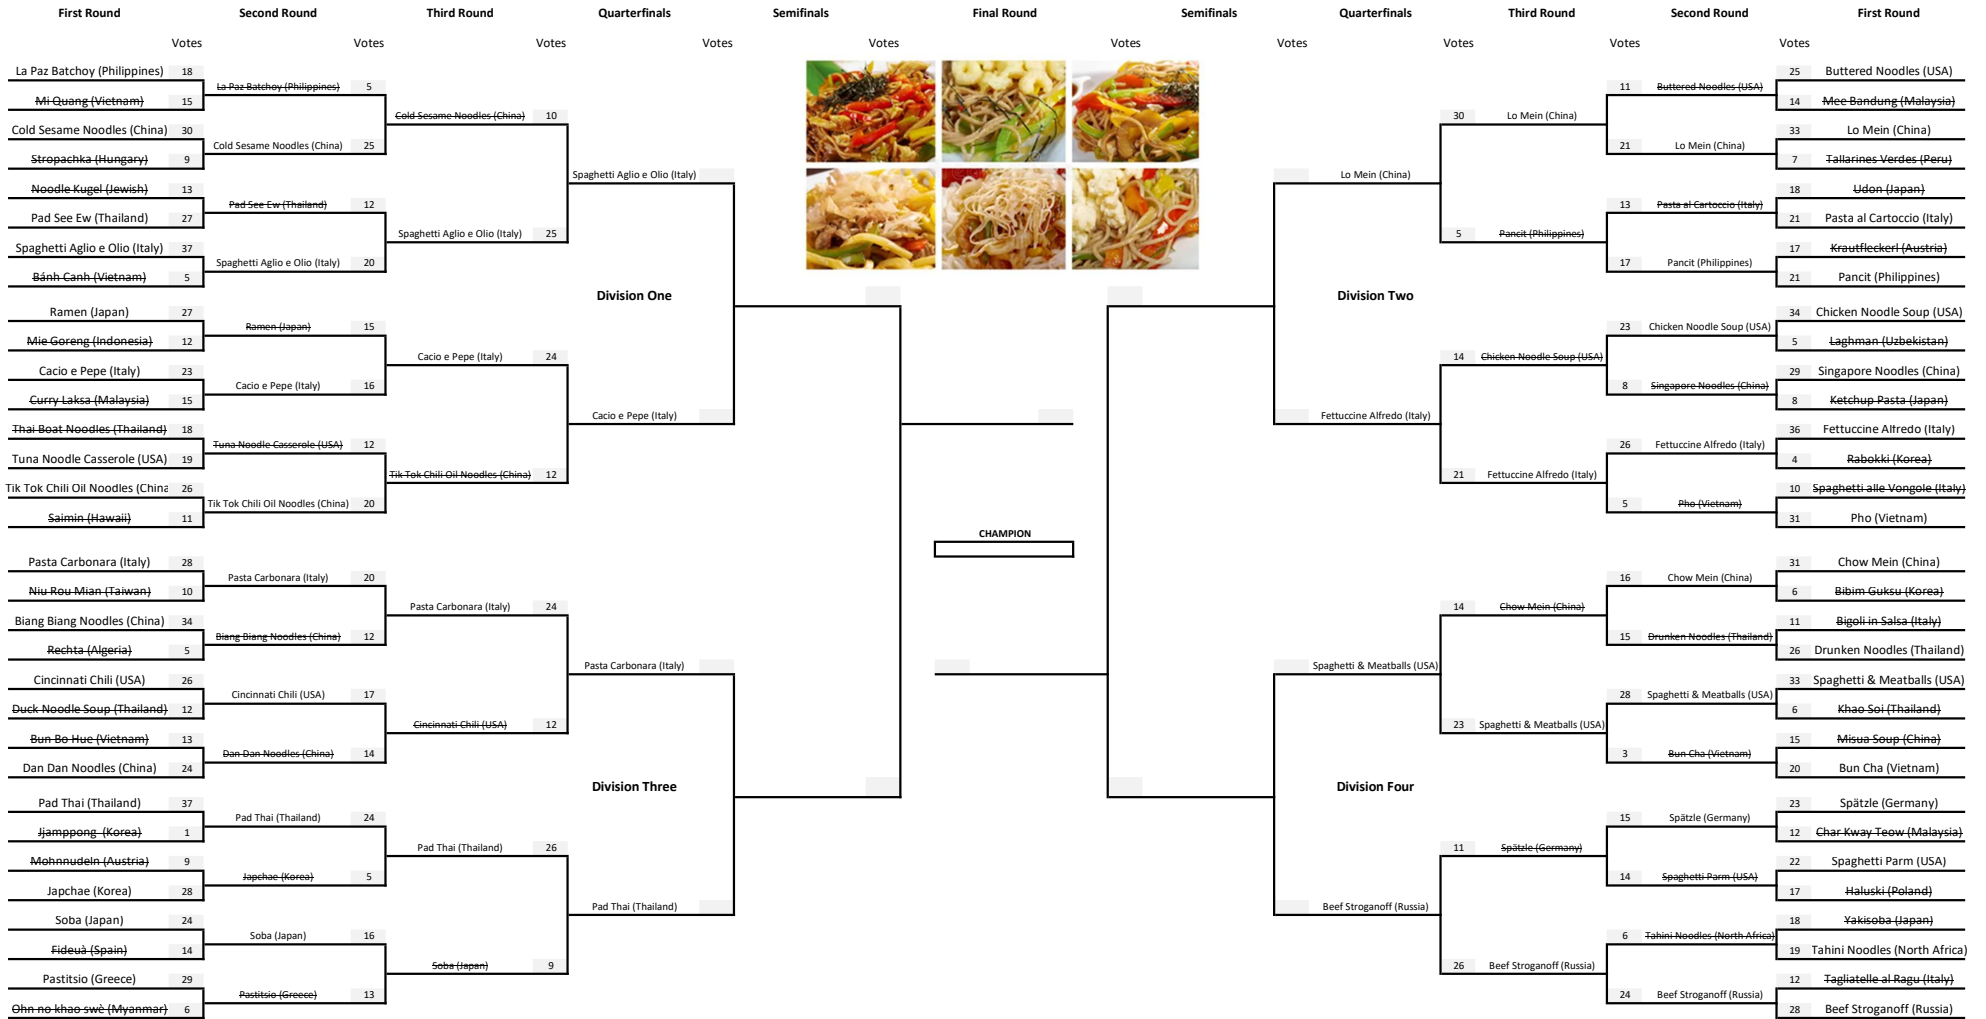 First Round Second Round Third Round Quarterfinals Semifinals Final Round Semifinals Quarterfinals Third Round Second Round First Round
Votes Votes Votes Votes Votes Votes Votes Votes Votes Votes
La Paz Batchoy (Philippines) 18
Mi Quang (Vietnam) 15
Cold Sesame Noodles (China) 30
Stropachka (Hungary) 9
Noodle Kugel (Jewish) 13
Pad See Ew (Thailand) 27
Spaghetti Aglio e Olio (Italy) 37
Bánh Canh (Vietnam) 5
Ramen (Japan) 27
Mie Goreng (Indonesia) 12
Cacio e Pepe (Italy) 23
Curry Laksa (Malaysia) 15
Thai Boat Noodles (Thailand) 18
Tuna Noodle Casserole (USA) 19
Tik Tok Chili Oil Noodles (China 26
Saimin (Hawaii) 11
Pasta Carbonara (Italy) 28
Niu Rou Mian (Taiwan) 10
Biang Biang Noodles (China) 34
Rechta (Algeria) 5
Cincinnati Chili (USA) 26
Duck Noodle Soup (Thailand) 12
Bun Bo Hue (Vietnam) 13
Dan Dan Noodles (China) 24
Pad Thai (Thailand) 37
Jjamppong (Korea) 1
Mohnnudeln (Austria) 9
Japchae (Korea) 28
Soba (Japan) 24
Fideuà (Spain) 14
Pastitsio (Greece) 29
Ohn no khao swè (Myanmar) 6
La Paz Batchoy (Philippines) 5
Cold Sesame Noodles (China) 25
Pad See Ew (Thailand) 12
Spaghetti Aglio e Olio (Italy) 20
Ramen (Japan) 15
Cacio e Pepe (Italy) 16
Tuna Noodle Casserole (USA) 12
Tik Tok Chili Oil Noodles (China) 20
Pasta Carbonara (Italy) 20
Biang Biang Noodles (China) 12
Cincinnati Chili (USA) 17
Dan Dan Noodles (China) 14
Pad Thai (Thailand) 24
Japchae (Korea) 5
Soba (Japan) 16
Pastitsio (Greece) 13
Cold Sesame Noodles (China) 10
Spaghetti Aglio e Olio (Italy) 25
Cacio e Pepe (Italy) 24
Tik Tok Chili Oil Noodles (China) 12
Pasta Carbonara (Italy) 24
Cincinnati Chili (USA) 12
Pad Thai (Thailand) 26
Soba (Japan) 9
Spaghetti Aglio e Olio (Italy)
Division One
Cacio e Pepe (Italy)
Pasta Carbonara (Italy)
Division Three
Pad Thai (Thailand)
CHAMPION
Lo Mein (China)
Division Two
Fettuccine Alfredo (Italy)
Spaghetti & Meatballs (USA)
Division Four
Beef Stroganoff (Russia)
30 Lo Mein (China)
5 Pancit (Philippines)
14 Chicken Noodle Soup (USA)
21 Fettuccine Alfredo (Italy)
14 Chow Mein (China)
23 Spaghetti & Meatballs (USA)
11 Spätzle (Germany)
26 Beef Stroganoff (Russia)
11 Buttered Noodles (USA)
21 Lo Mein (China)
13 Pasta al Cartoccio (Italy)
17 Pancit (Philippines)
23 Chicken Noodle Soup (USA)
8 Singapore Noodles (China)
26 Fettuccine Alfredo (Italy)
5 Pho (Vietnam)
16 Chow Mein (China)
15 Drunken Noodles (Thailand)
28 Spaghetti & Meatballs (USA)
3 Bun Cha (Vietnam)
15 Spätzle (Germany)
14 Spaghetti Parm (USA)
6 Tahini Noodles (North Africa)
24 Beef Stroganoff (Russia)
25 Buttered Noodles (USA)
14 Mee Bandung (Malaysia)
33 Lo Mein (China)
7 Tallarines Verdes (Peru)
18 Udon (Japan)
21 Pasta al Cartoccio (Italy)
17 Krautfleckerl (Austria)
21 Pancit (Philippines)
34 Chicken Noodle Soup (USA)
5 Laghman (Uzbekistan)
29 Singapore Noodles (China)
8 Ketchup Pasta (Japan)
36 Fettuccine Alfredo (Italy)
4 Rabokki (Korea)
10 Spaghetti alle Vongole (Italy)
31 Pho (Vietnam)
31 Chow Mein (China)
6 Bibim Guksu (Korea)
11 Bigoli in Salsa (Italy)
26 Drunken Noodles (Thailand)
33 Spaghetti & Meatballs (USA)
6 Khao Soi (Thailand)
15 Misua Soup (China)
20 Bun Cha (Vietnam)
23 Spätzle (Germany)
12 Char Kway Teow (Malaysia)
22 Spaghetti Parm (USA)
17 Haluski (Poland)
18 Yakisoba (Japan)
19 Tahini Noodles (North Africa)
12 Tagliatelle al Ragu (Italy)
28 Beef Stroganoff (Russia)